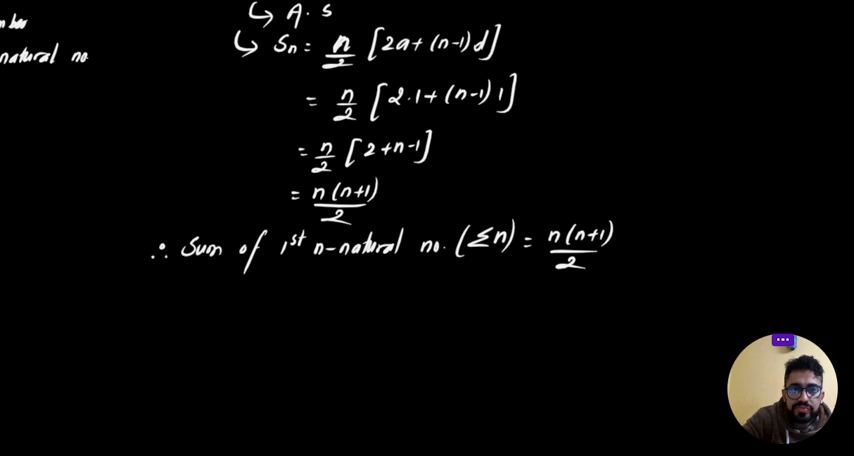 natural no
↳ A. S
↳ Sn = n/2 [2a + (n-1)d]
= n/2 [2.1 + (n-1) 1]
= n/2 [2+n-1]
= n(n+1)/2
∴ Sum of 1st n-natural no. (Σn) = n(n+1)/2